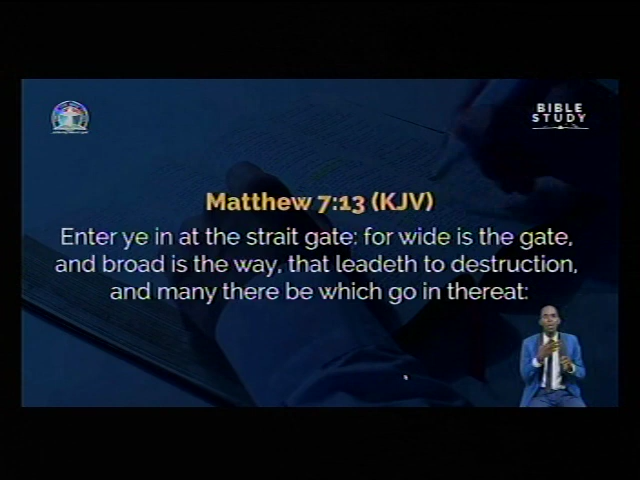 BIBLE
STUDY
Matthew 7:13 (KJV)
Enter ye in at the strait gate: for wide is the gate,
and broad is the way, that leadeth to destruction,
and many there be which go in thereat: